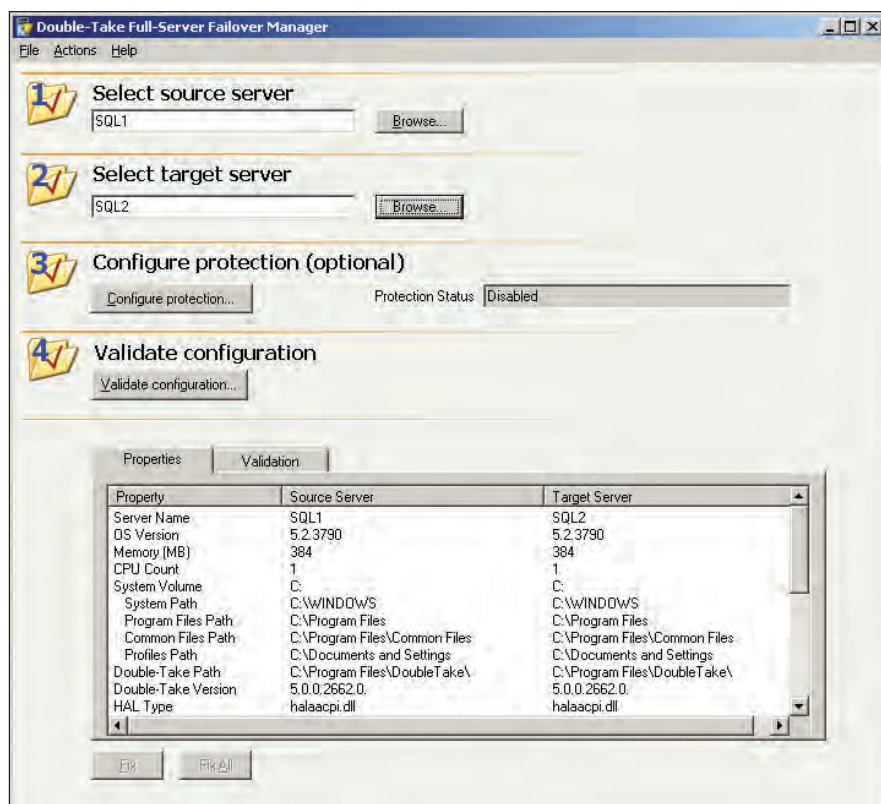 Double-Take Full-Server Failover Manager
File Actions Help
1 Select source server
SQL1 Browse...
2 Select target server
SQL2 Browse...
3 Configure protection (optional)
Configure protection... Protection Status Disabled
4 Validate configuration
Validate configuration...
Properties Validation
Property Source Server Target Server
Server Name SQL1 SQL2
OS Version 5.2.3790 5.2.3790
Memory (MB) 384 384
CPU Count 1 1
System Volume C: C:
System Path C:\WINDOWS C:\WINDOWS
Program Files Path C:\Program Files C:\Program Files
Common Files Path C:\Program Files\Common Files C:\Program Files\Common Files
Profiles Path C:\Documents and Settings C:\Documents and Settings
Double-Take Path C:\Program Files\DoubleTake\ C:\Program Files\DoubleTake\
Double-Take Version 5.0.0.2662.0. 5.0.0.2662.0.
HAL Type halaacpi.dll halaacpi.dll
Fix Fix All